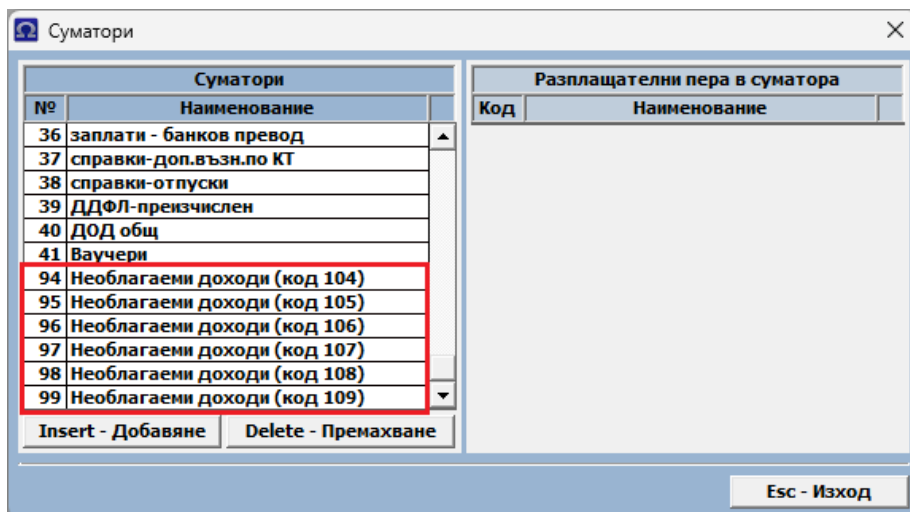 Суматори
Суматори
№ Наименование
36 заплати - банков превод
37 справки-доп.възн.по КТ
38 справки-отпуски
39 ДДФЛ-преизчислен
40 ДОД общ
41 Ваучери
94 Необлагаеми доходи (код 104)
95 Необлагаеми доходи (код 105)
96 Необлагаеми доходи (код 106)
97 Необлагаеми доходи (код 107)
98 Необлагаеми доходи (код 108)
99 Необлагаеми доходи (код 109)
Insert - Добавяне Delete - Премахване
Разплащателни пера в суматора
Код Наименование
Esc - Изход